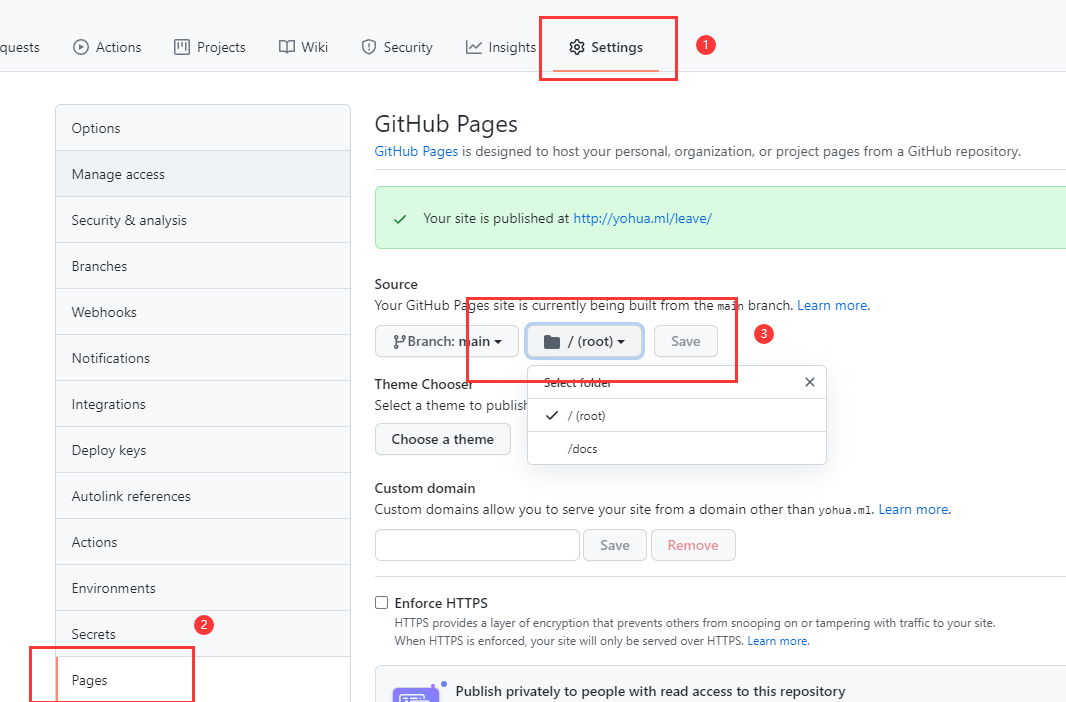 quests Actions Projects Wiki Security Insights Settings 1
Options
Manage access
Security & analysis
Branches
Webhooks
Notifications
Integrations
Deploy keys
Autolink references
Actions
Environments
Secrets
2
Pages
GitHub Pages
GitHub Pages is designed to host your personal, organization, or project pages from a GitHub repository.
Your site is published at http://yohua.ml/leave/
Source
Your GitHub Pages site is currently being built from the main branch. Learn more.
Branch: main / (root) Save 3
Theme Chooser
Select a theme to publish
Choose a theme
Select folder
/ (root)
/docs
Custom domain
Custom domains allow you to serve your site from a domain other than yohua.ml. Learn more.
Save Remove
Enforce HTTPS
HTTPS provides a layer of encryption that prevents others from snooping on or tampering with traffic to your site.
When HTTPS is enforced, your site will only be served over HTTPS. Learn more.
Publish privately to people with read access to this repository